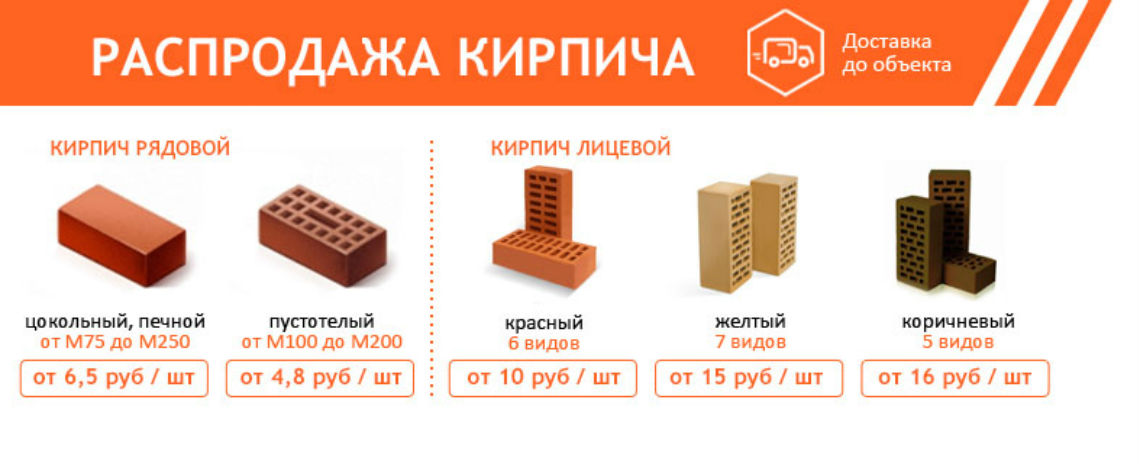 РАСПРОДАЖА КИРПИЧА
Доставка
до объекта
КИРПИЧ РЯДОВОЙ
КИРПИЧ ЛИЦЕВОЙ
цокольный, печной
от М75 до М250
от 6,5 руб / шт
пустотелый
от М100 до М200
от 4,8 руб / шт
красный
6 видов
от 10 руб / шт
желтый
7 видов
от 15 руб / шт
коричневый
5 видов
от 16 руб / шт